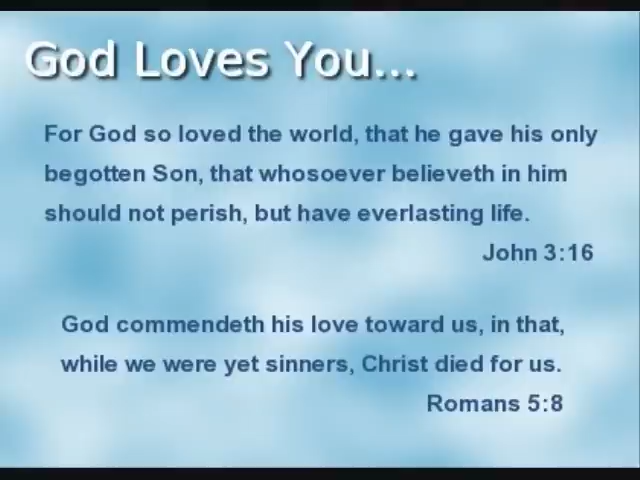 God Loves You...
For God so loved the world, that he gave his only
begotten Son, that whosoever believeth in him
should not perish, but have everlasting life.
John 3:16
God commendeth his love toward us, in that,
while we were yet sinners, Christ died for us.
Romans 5:8